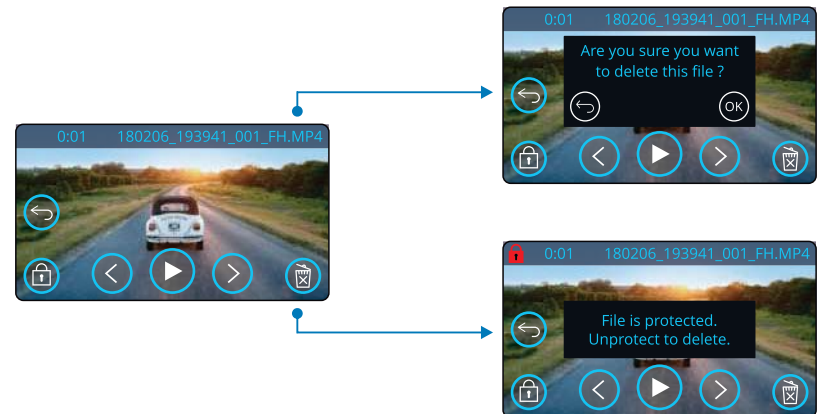 0:01 180206_193941_001_FH.MP4
Are you sure you want
to delete this file ?
OK
0:01 180206_193941_001_FH.MP4
0:01 180206_193941_001_FH.MP4
File is protected.
Unprotect to delete.